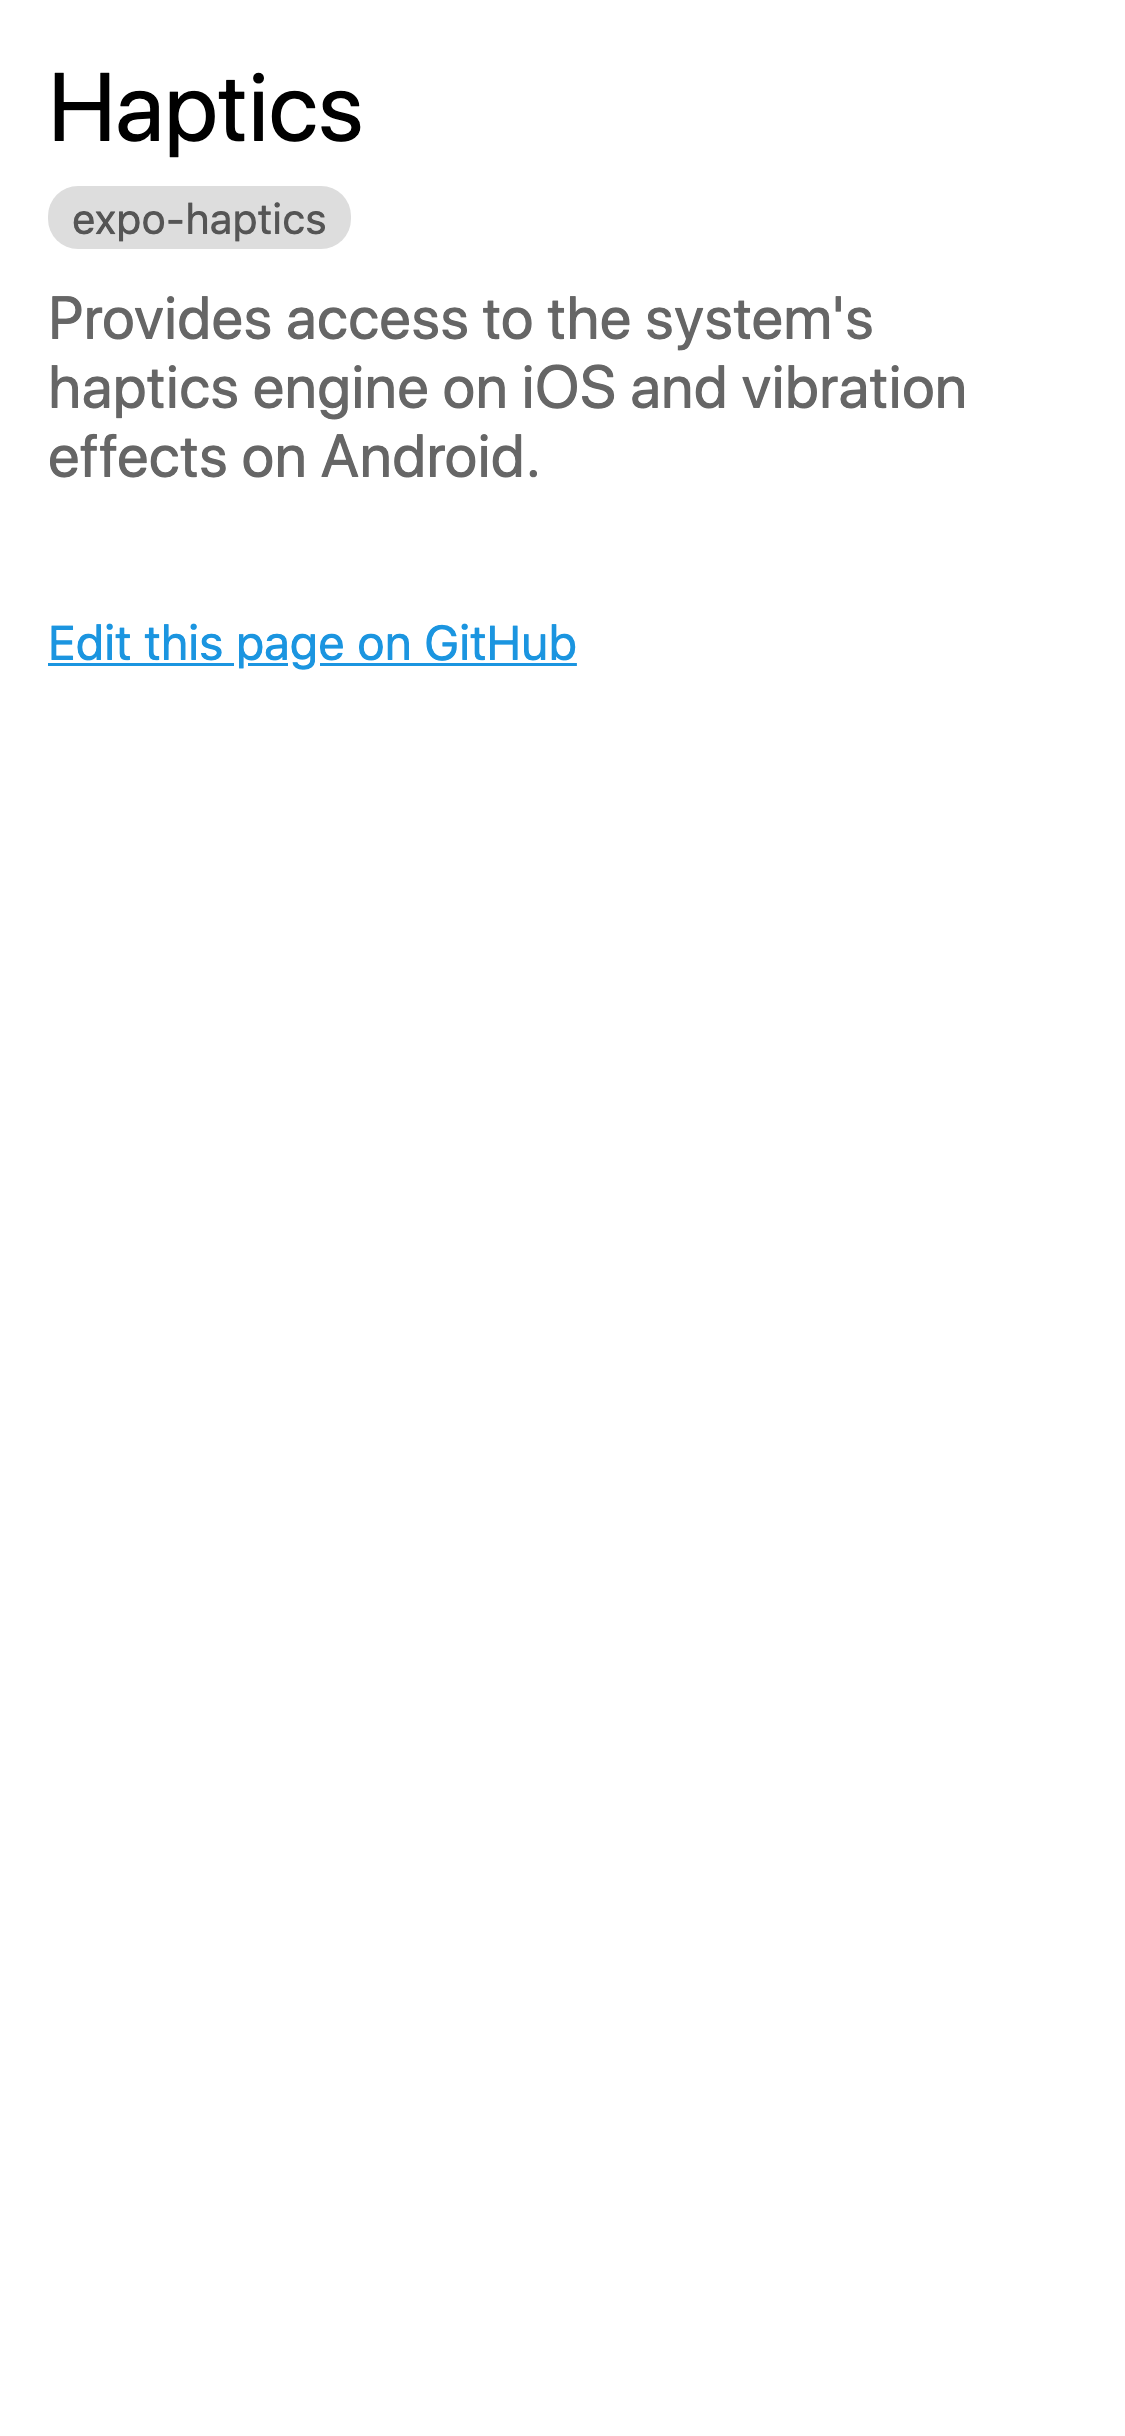 Haptics
expo-haptics
Provides access to the system's
haptics engine on iOS and vibration
effects on Android.
Edit this page on GitHub